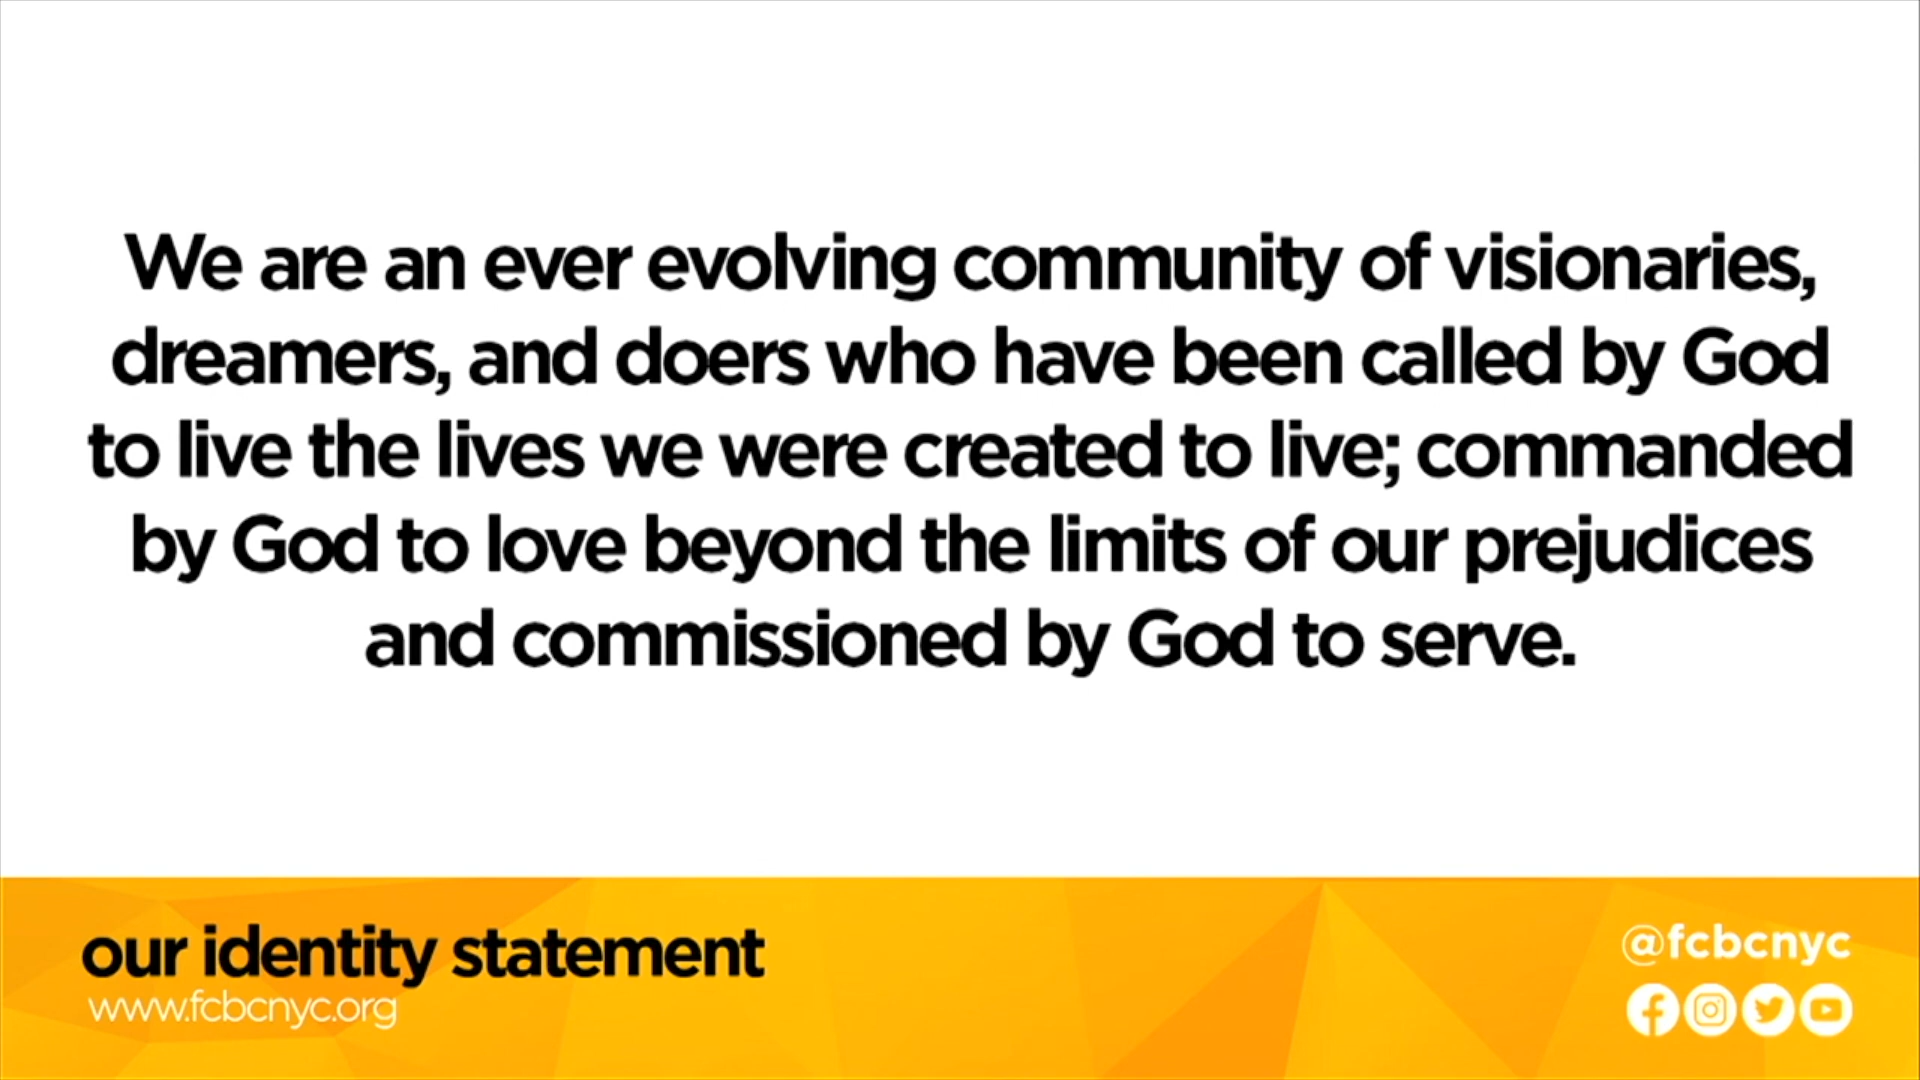 We are an ever evolving community of visionaries,
dreamers, and doers who have been called by God
to live the lives we were created to live; commanded
by God to love beyond the limits of our prejudices
and commissioned by God to serve.
our identity statement
www.fcbcnyc.org
@fcbcnyc